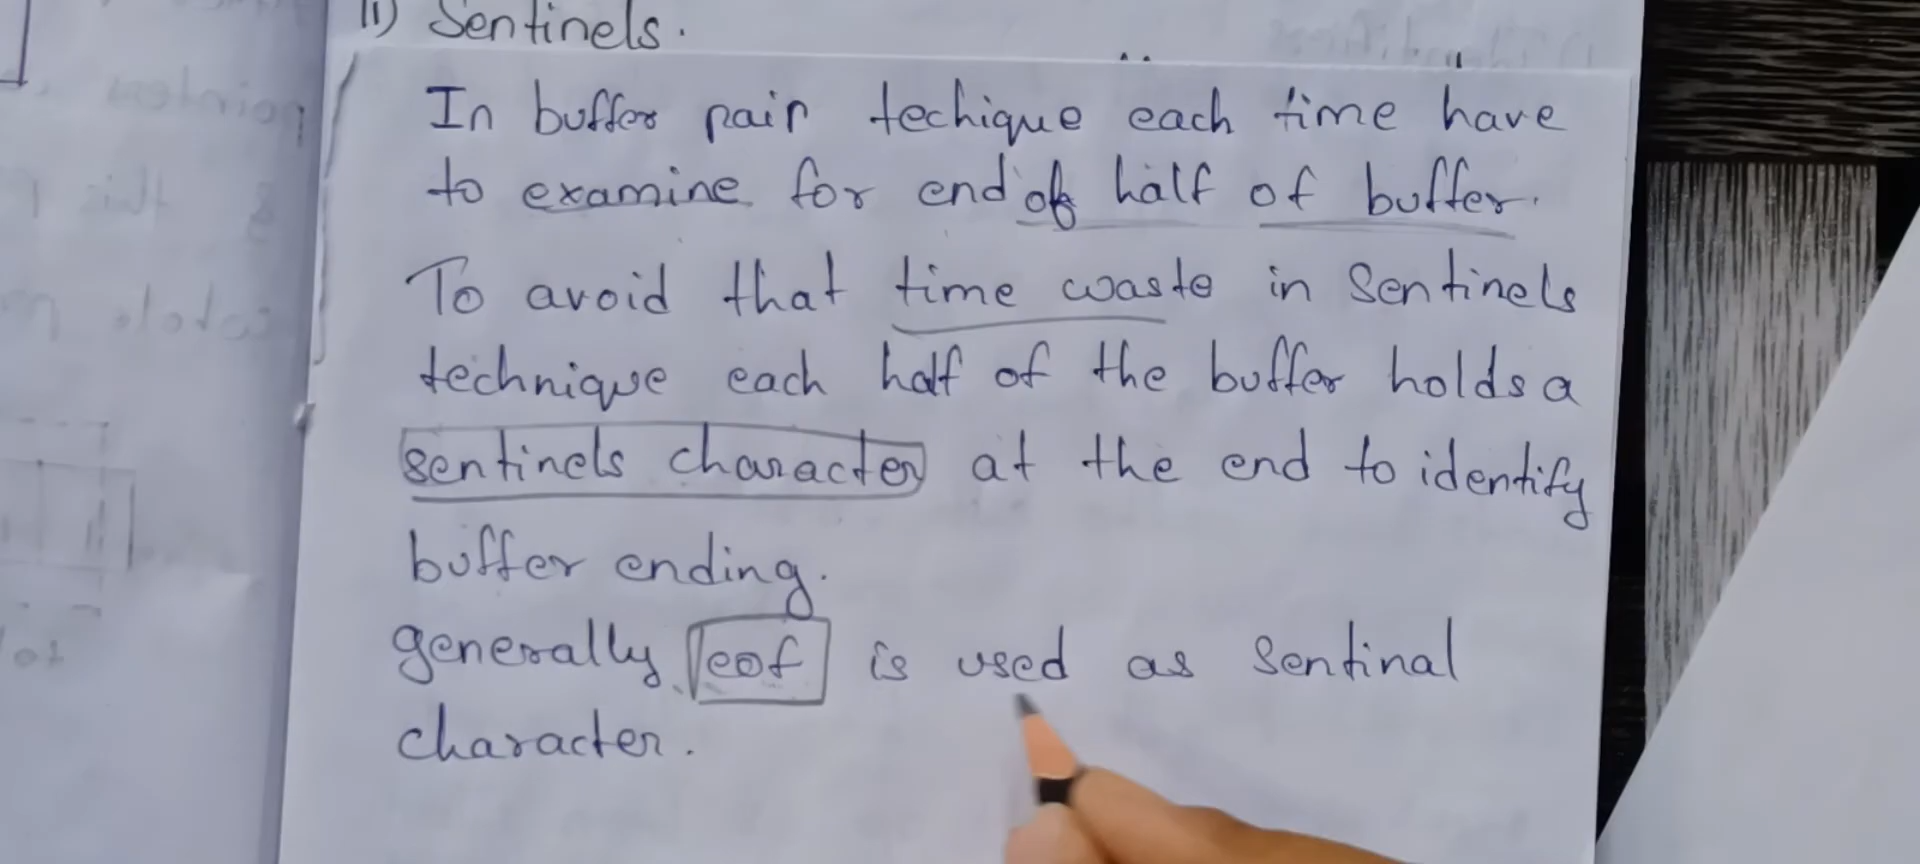 ii) Sentinels.
In buffer pair techique each time have
to examine for end of half of buffer.
To avoid that time waste in Sentinels
technique each half of the buffer holds a
sentinels character at the end to identify
buffer ending.
generally eof is used as Sentinal
character.